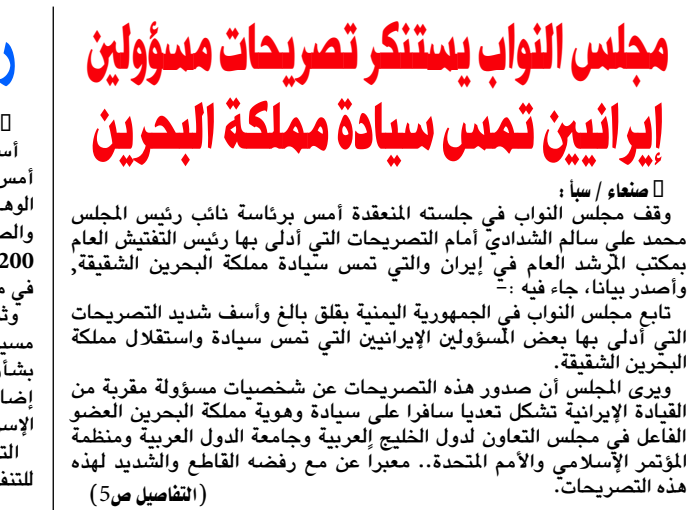 مجلس النواب يستنكر تصريحات مسؤولين
إيرانيين تمس سيادة مملكة البحرين
صنعاء / سبأ :
وقف مجلس النواب في جلسته المنعقدة أمس برئاسة نائب رئيس المجلس
محمد علي سالم الشدادي أمام التصريحات التي أدلى بها رئيس التفتيش العام
بمكتب المرشد العام في إيران والتي تمس سيادة مملكة البحرين الشقيقة,
وأصدر بيانا، جاء فيه :-
تابع مجلس النواب في الجمهورية اليمنية بقلق بالغ وأسف شديد التصريحات
التي أدلى بها بعض المسؤولين الإيرانيين التي تمس سيادة واستقلال مملكة
البحرين الشقيقة.
ويرى المجلس أن صدور هذه التصريحات عن شخصيات مسؤولة مقربة من
القيادة الإيرانية تشكل تعديا سافرا على سيادة وهوية مملكة البحرين العضو
الفاعل في مجلس التعاون لدول الخليج العربية وجامعة الدول العربية ومنظمة
المؤتمر الإسلامي والأمم المتحدة.. معبراً عن مع رفضه القاطع والشديد لهذه
هذه التصريحات.
(التفاصيل ص5)
أمس
200